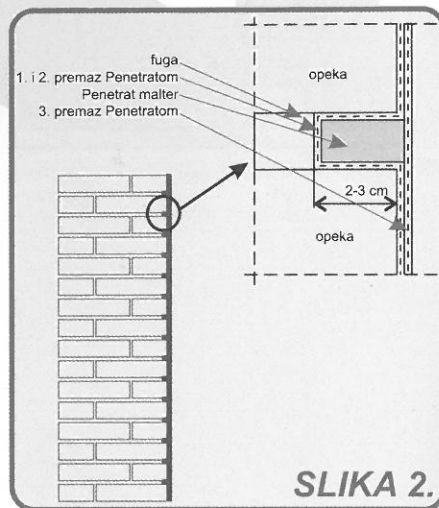 fuga
1. i 2. premaz Penetratom
Penetrat malter
3. premaz Penetratom
opeka
2-3 cm
opeka
SLIKA 2.